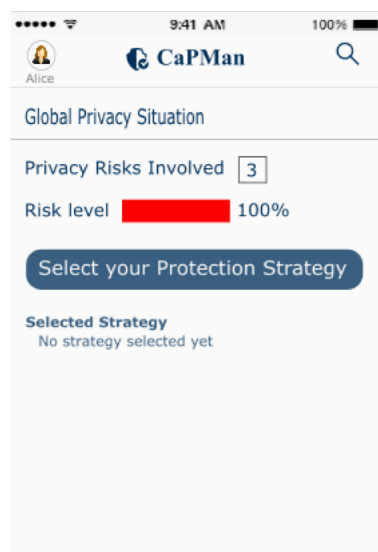 9:41 AM 100%
Alice CaPMan
Global Privacy Situation
Privacy Risks Involved 3
Risk level 100%
Select your Protection Strategy
Selected Strategy
No strategy selected yet